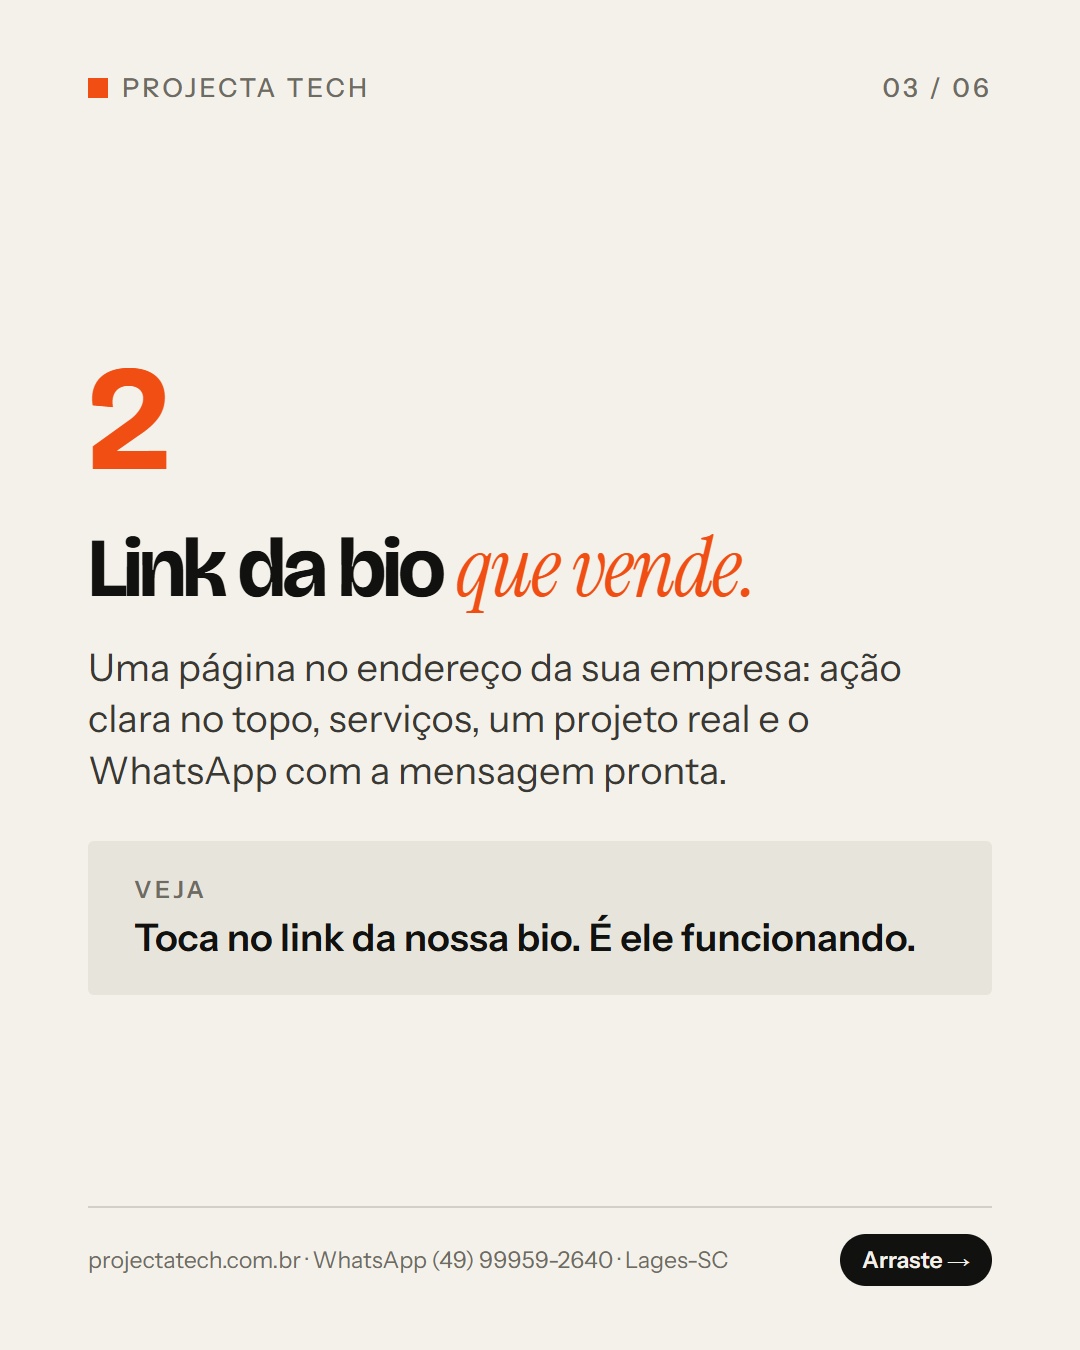 PROJECTA TECH
03 / 06
2
Link da bio que vende.
Uma página no endereço da sua empresa: ação
clara no topo, serviços, um projeto real e o
WhatsApp com a mensagem pronta.
VEJA
Toca no link da nossa bio. É ele funcionando.
projectatech.com.br · WhatsApp (49) 99959-2640 · Lages-SC
Arraste →